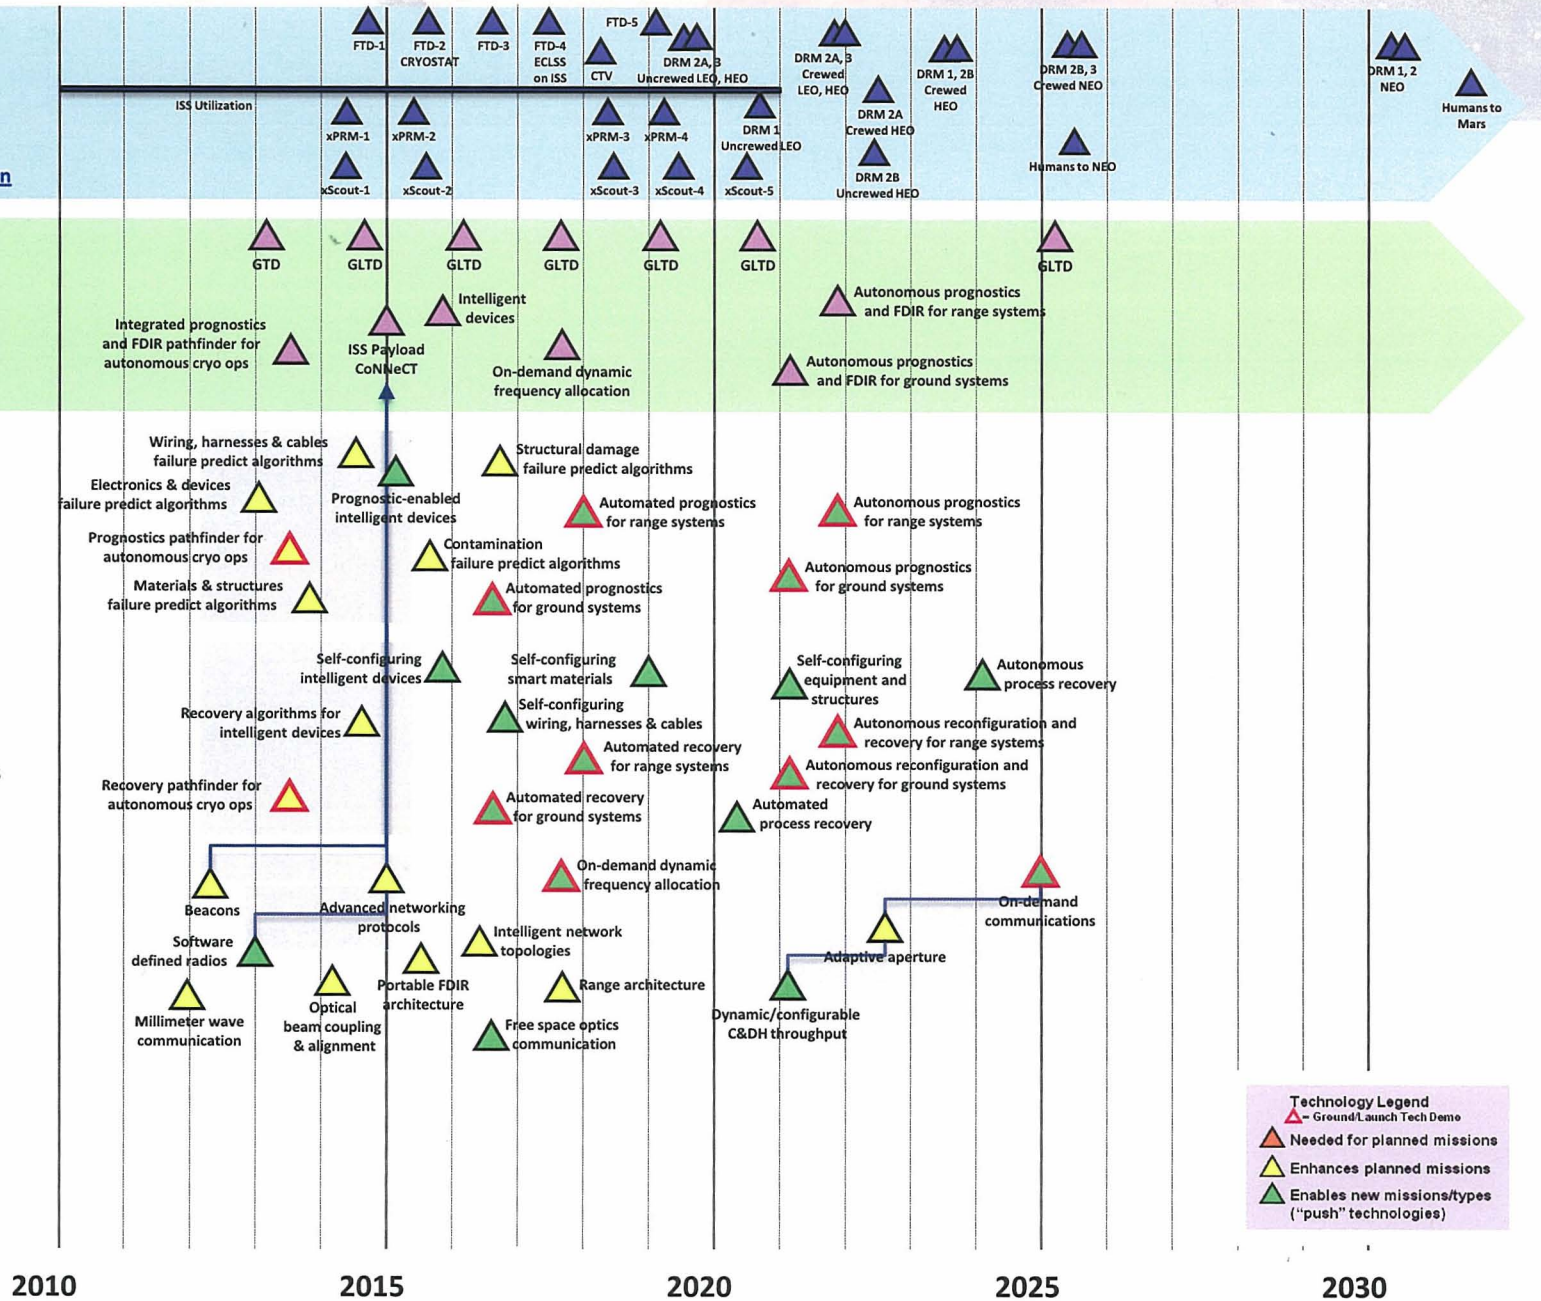 FTD-1
FTD-2
CRYOSTAT
FTD-3
FTD-4
ECLSS
on ISS
FTD-5
CTV
DRM 2A, 3
Uncrewed LEO, HEO
DRM 2A, 3
Crewed
LEO, HEO
DRM 1, 2B
Crewed
HEO
DRM 2B, 3
Crewed NEO
DRM 1, 2
NEO
Humans to
Mars
ISS Utilization
xPRM-1
xPRM-2
xPRM-3
xPRM-4
DRM 1
Uncrewed LEO
DRM 2A
Crewed HEO
n
xScout-1
xScout-2
xScout-3
xScout-4
xScout-5
DRM 2B
Uncrewed HEO
Humans to NEO
GTD
GLTD
GLTD
GLTD
GLTD
GLTD
GLTD
Integrated prognostics
and FDIR pathfinder for
autonomous cryo ops
ISS Payload
CoNNeCT
Intelligent
devices
On-demand dynamic
frequency allocation
Autonomous prognostics
and FDIR for range systems
Autonomous prognostics
and FDIR for ground systems
Wiring, harnesses & cables
failure predict algorithms
Electronics & devices
failure predict algorithms
Prognostic-enabled
intelligent devices
Structural damage
failure predict algorithms
Automated prognostics
for range systems
Autonomous prognostics
for range systems
Prognostics pathfinder for
autonomous cryo ops
Contamination
failure predict algorithms
Materials & structures
failure predict algorithms
Automated prognostics
for ground systems
Autonomous prognostics
for ground systems
Self-configuring
intelligent devices
Self-configuring
smart materials
Self-configuring
equipment and
structures
Autonomous
process recovery
Recovery algorithms for
intelligent devices
Self-configuring
wiring, harnesses & cables
Autonomous reconfiguration and
recovery for range systems
Automated recovery
for range systems
Autonomous reconfiguration and
recovery for ground systems
Recovery pathfinder for
autonomous cryo ops
Automated recovery
for ground systems
Automated
process recovery
On-demand dynamic
frequency allocation
Beacons
Advanced networking
protocols
On-demand
communications
Software
defined radios
Intelligent network
topologies
Adaptive aperture
Millimeter wave
communication
Optical
beam coupling
& alignment
Portable FDIR
architecture
Range architecture
Dynamic/configurable
C&DH throughput
Free space optics
communication
Technology Legend
- Ground/Launch Tech Demo
Needed for planned missions
Enhances planned missions
Enables new missions/types
("push" technologies)
2010
2015
2020
2025
2030